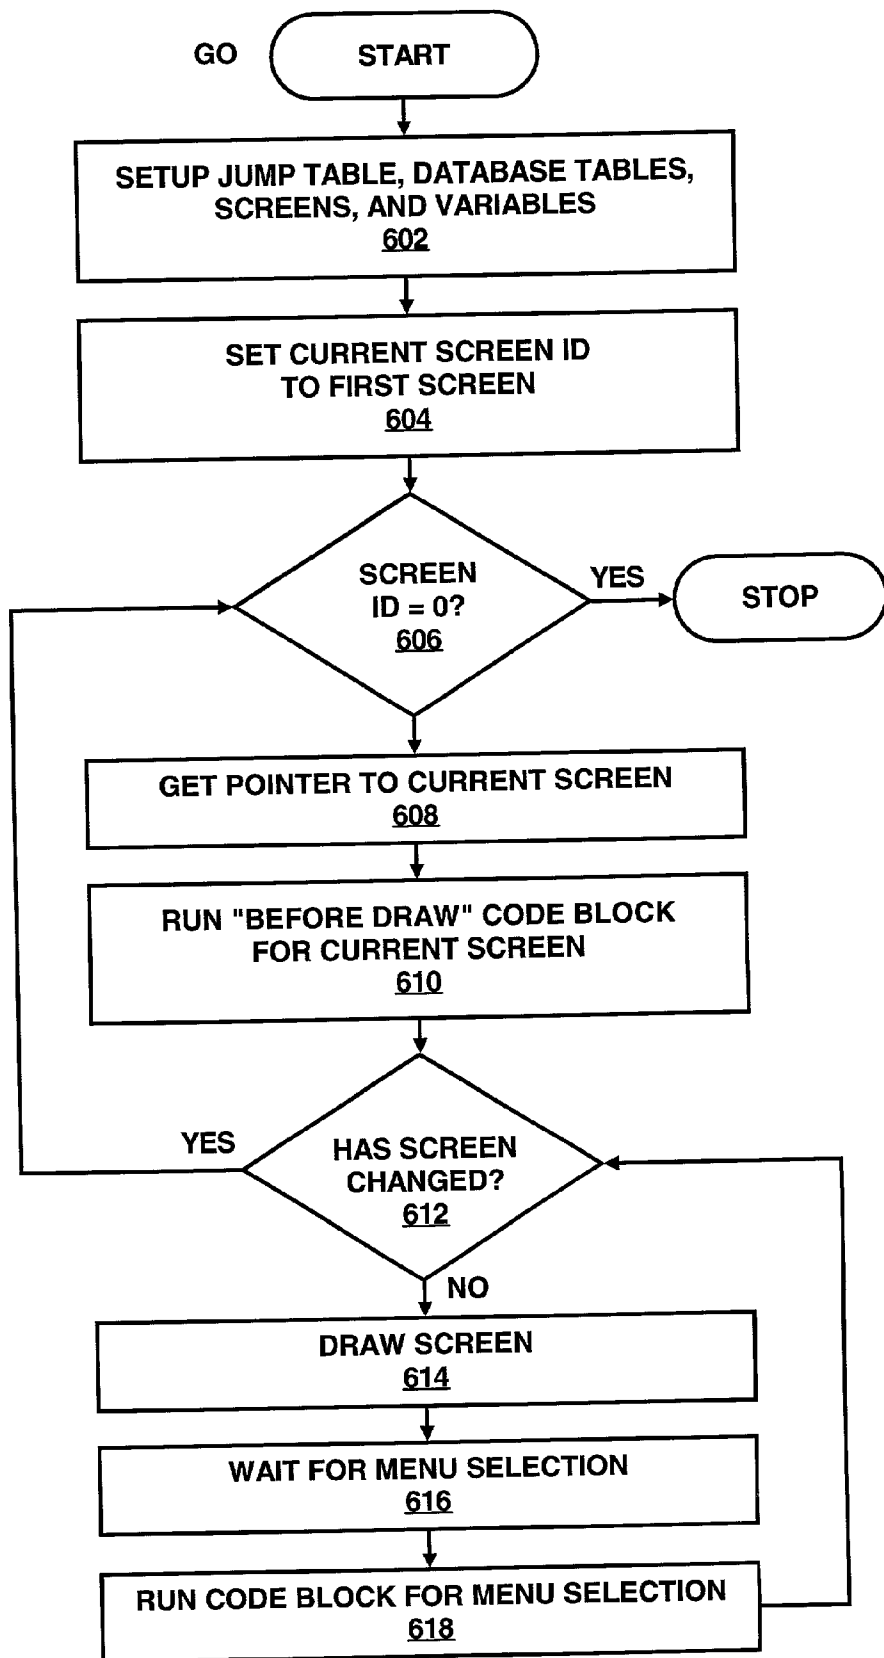 GO
START
SETUP JUMP TABLE, DATABASE TABLES,
SCREENS, AND VARIABLES
602
SET CURRENT SCREEN ID
TO FIRST SCREEN
604
SCREEN
ID = 0?
606
YES
STOP
GET POINTER TO CURRENT SCREEN
608
RUN "BEFORE DRAW" CODE BLOCK
FOR CURRENT SCREEN
610
YES
HAS SCREEN
CHANGED?
612
NO
DRAW SCREEN
614
WAIT FOR MENU SELECTION
616
RUN CODE BLOCK FOR MENU SELECTION
618